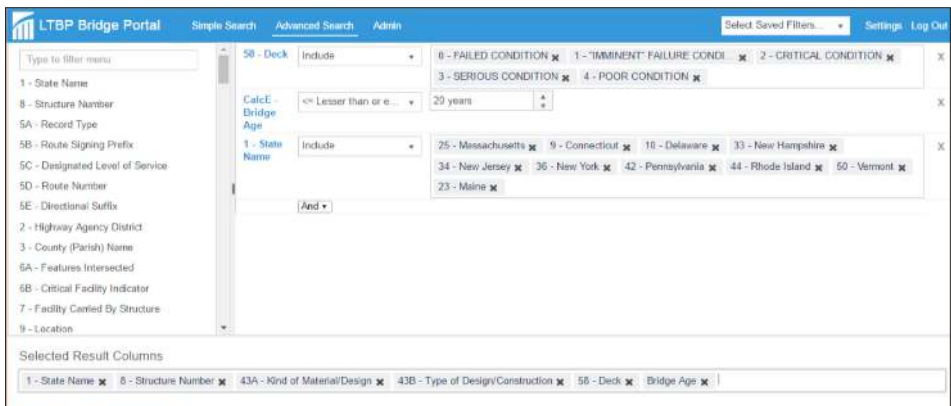 LTBP Bridge Portal Simple Search Advanced Search Admin Select Saved Filters... Settings Log Out
Type to filter menu
1 - State Name
8 - Structure Number
5A - Record Type
5B - Route Signing Prefix
5C - Designated Level of Service
5D - Route Number
5E - Directional Suffix
2 - Highway Agency District
3 - County (Parish) Name
6A - Features Intersected
6B - Critical Facility Indicator
7 - Facility Carried By Structure
9 - Location
58 - Deck Include 0 - FAILED CONDITION x 1 - "IMMINENT" FAILURE CONDI... x 2 - CRITICAL CONDITION x X
3 - SERIOUS CONDITION x 4 - POOR CONDITION x
CalcE - <= Lesser than or e... 20 years X
Bridge
Age
1 - State Include 25 - Massachusetts x 9 - Connecticut x 10 - Delaware x 33 - New Hampshire x X
Name 34 - New Jersey x 36 - New York x 42 - Pennsylvania x 44 - Rhode Island x 50 - Vermont x
23 - Maine x
And
Selected Result Columns
1 - State Name x 8 - Structure Number x 43A - Kind of Material/Design x 43B - Type of Design/Construction x 58 - Deck x Bridge Age x